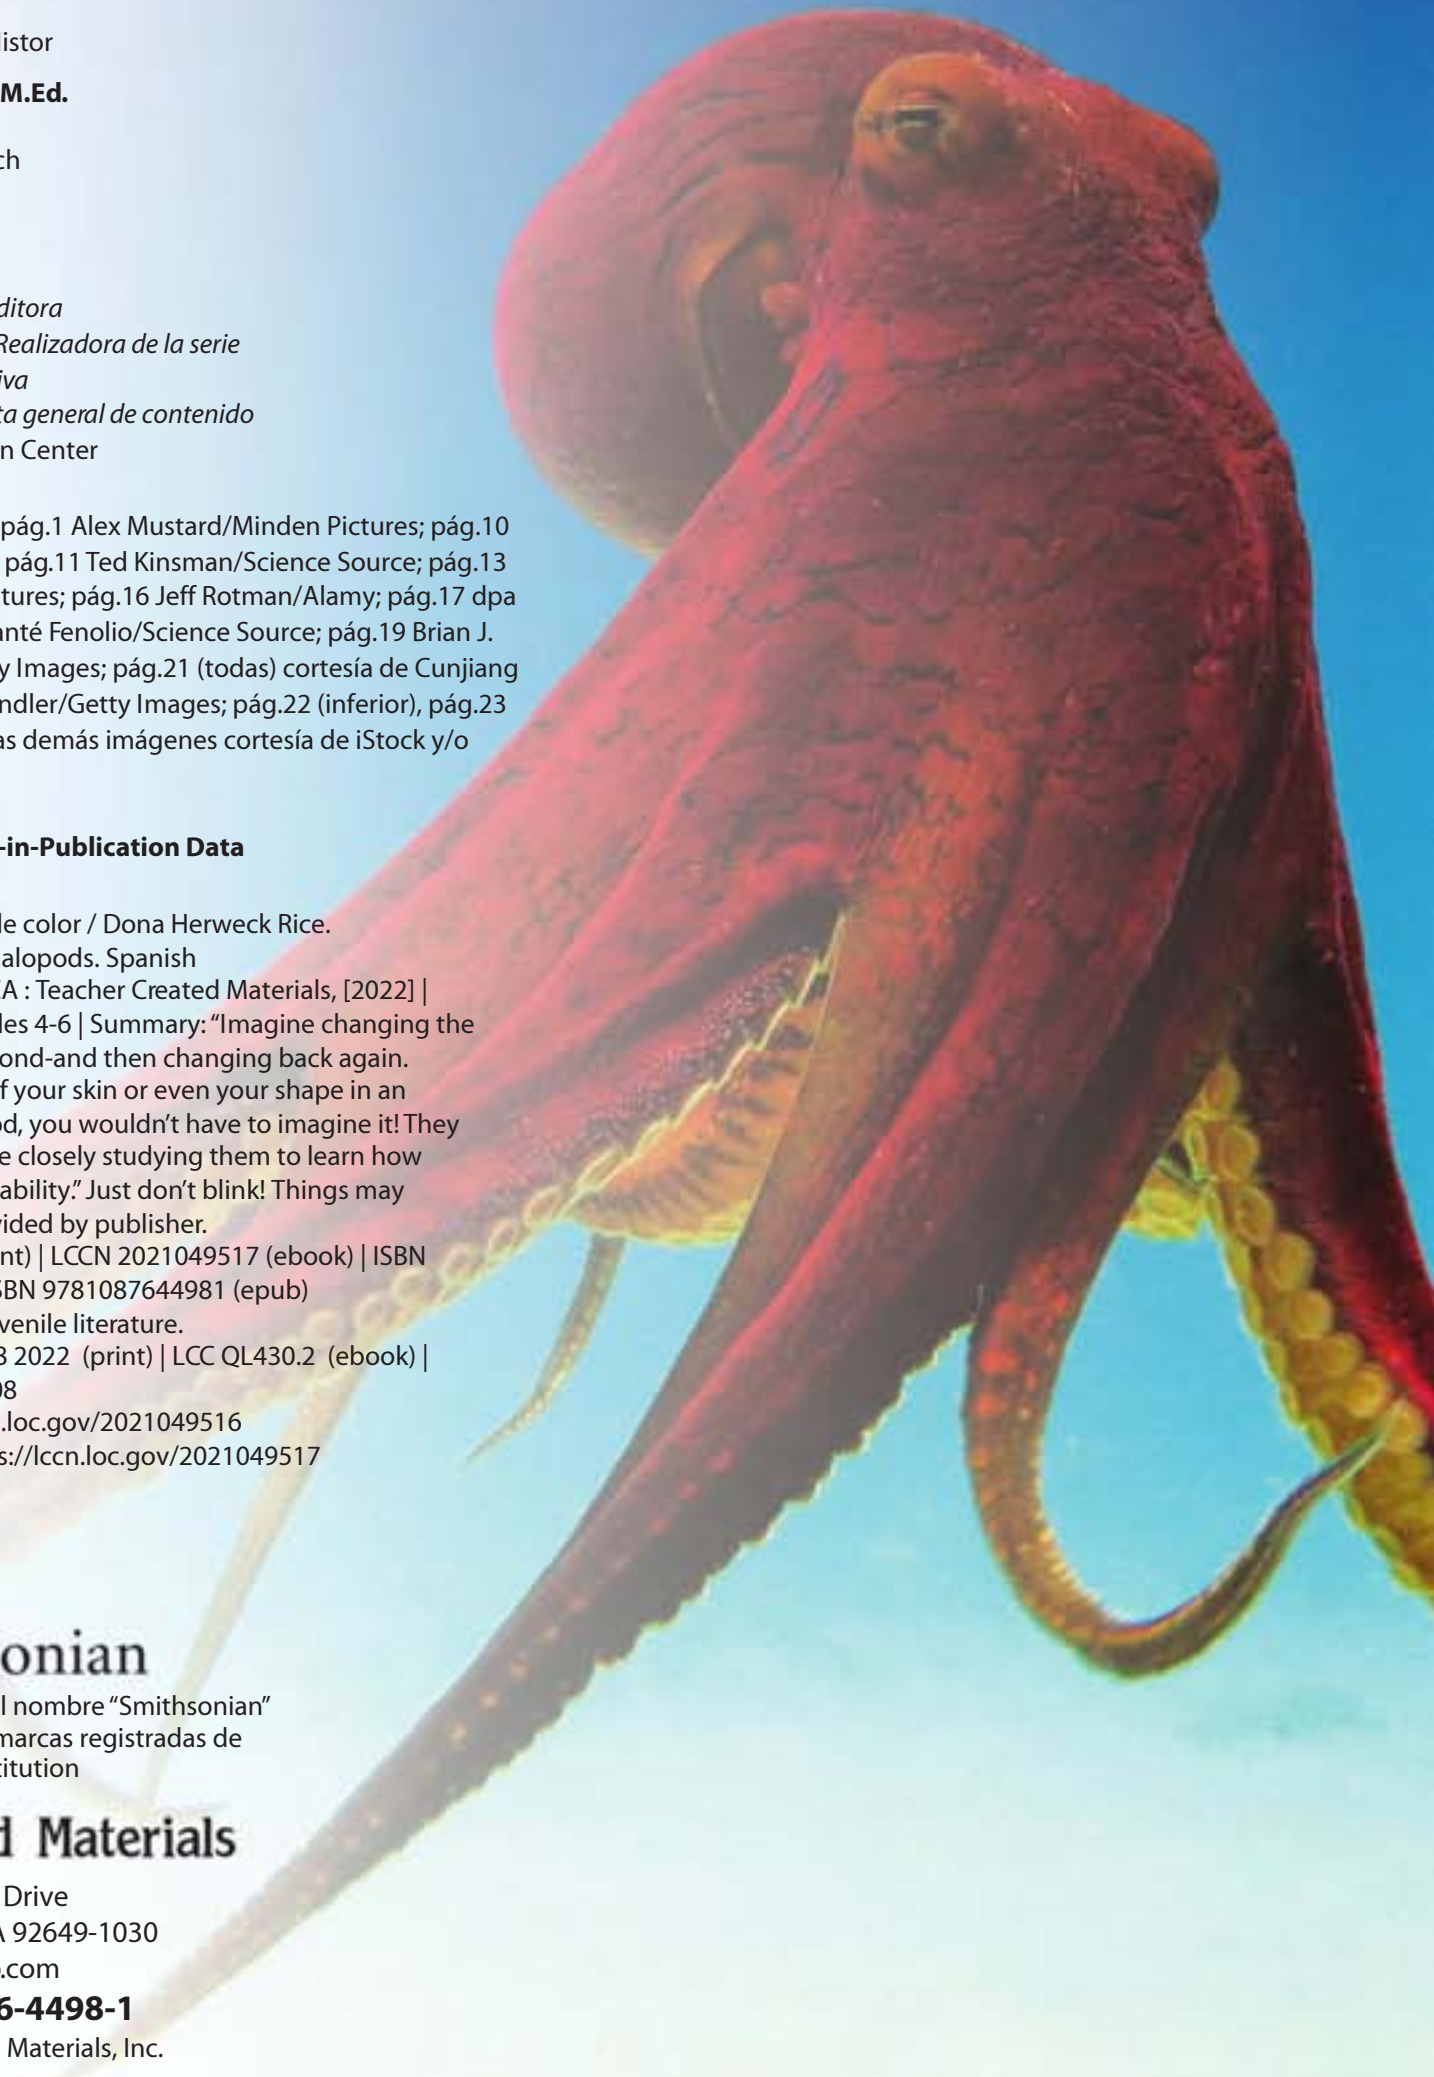 listor
M.Ed.
ch
ditora
Realizadora de la serie
iva
ta general de contenido
n Center
pág.1 Alex Mustard/Minden Pictures; pág.10
pág.11 Ted Kinsman/Science Source; pág.13
tures; pág.16 Jeff Rotman/Alamy; pág.17 dpa
anté Fenolio/Science Source; pág.19 Brian J.
y Images; pág.21 (todas) cortesía de Cunjiang
ndler/Getty Images; pág.22 (inferior), pág.23
as demás imágenes cortesía de iStock y/o
-in-Publication Data
le color / Dona Herweck Rice.
alopods. Spanish
CA : Teacher Created Materials, [2022] |
des 4-6 | Summary: “Imagine changing the
ond-and then changing back again.
of your skin or even your shape in an
od, you wouldn’t have to imagine it! They
e closely studying them to learn how
ability.” Just don’t blink! Things may
vided by publisher.
nt) | LCCN 2021049517 (ebook) | ISBN
SBN 9781087644981 (epub)
venile literature.
3 2022 (print) | LCC QL430.2 (ebook) |
98
.loc.gov/2021049516
s://lccn.loc.gov/2021049517
onian
l nombre “Smithsonian”
marcas registradas de
titution
d Materials
Drive
A 92649-1030
.com
6-4498-1
Materials, Inc.